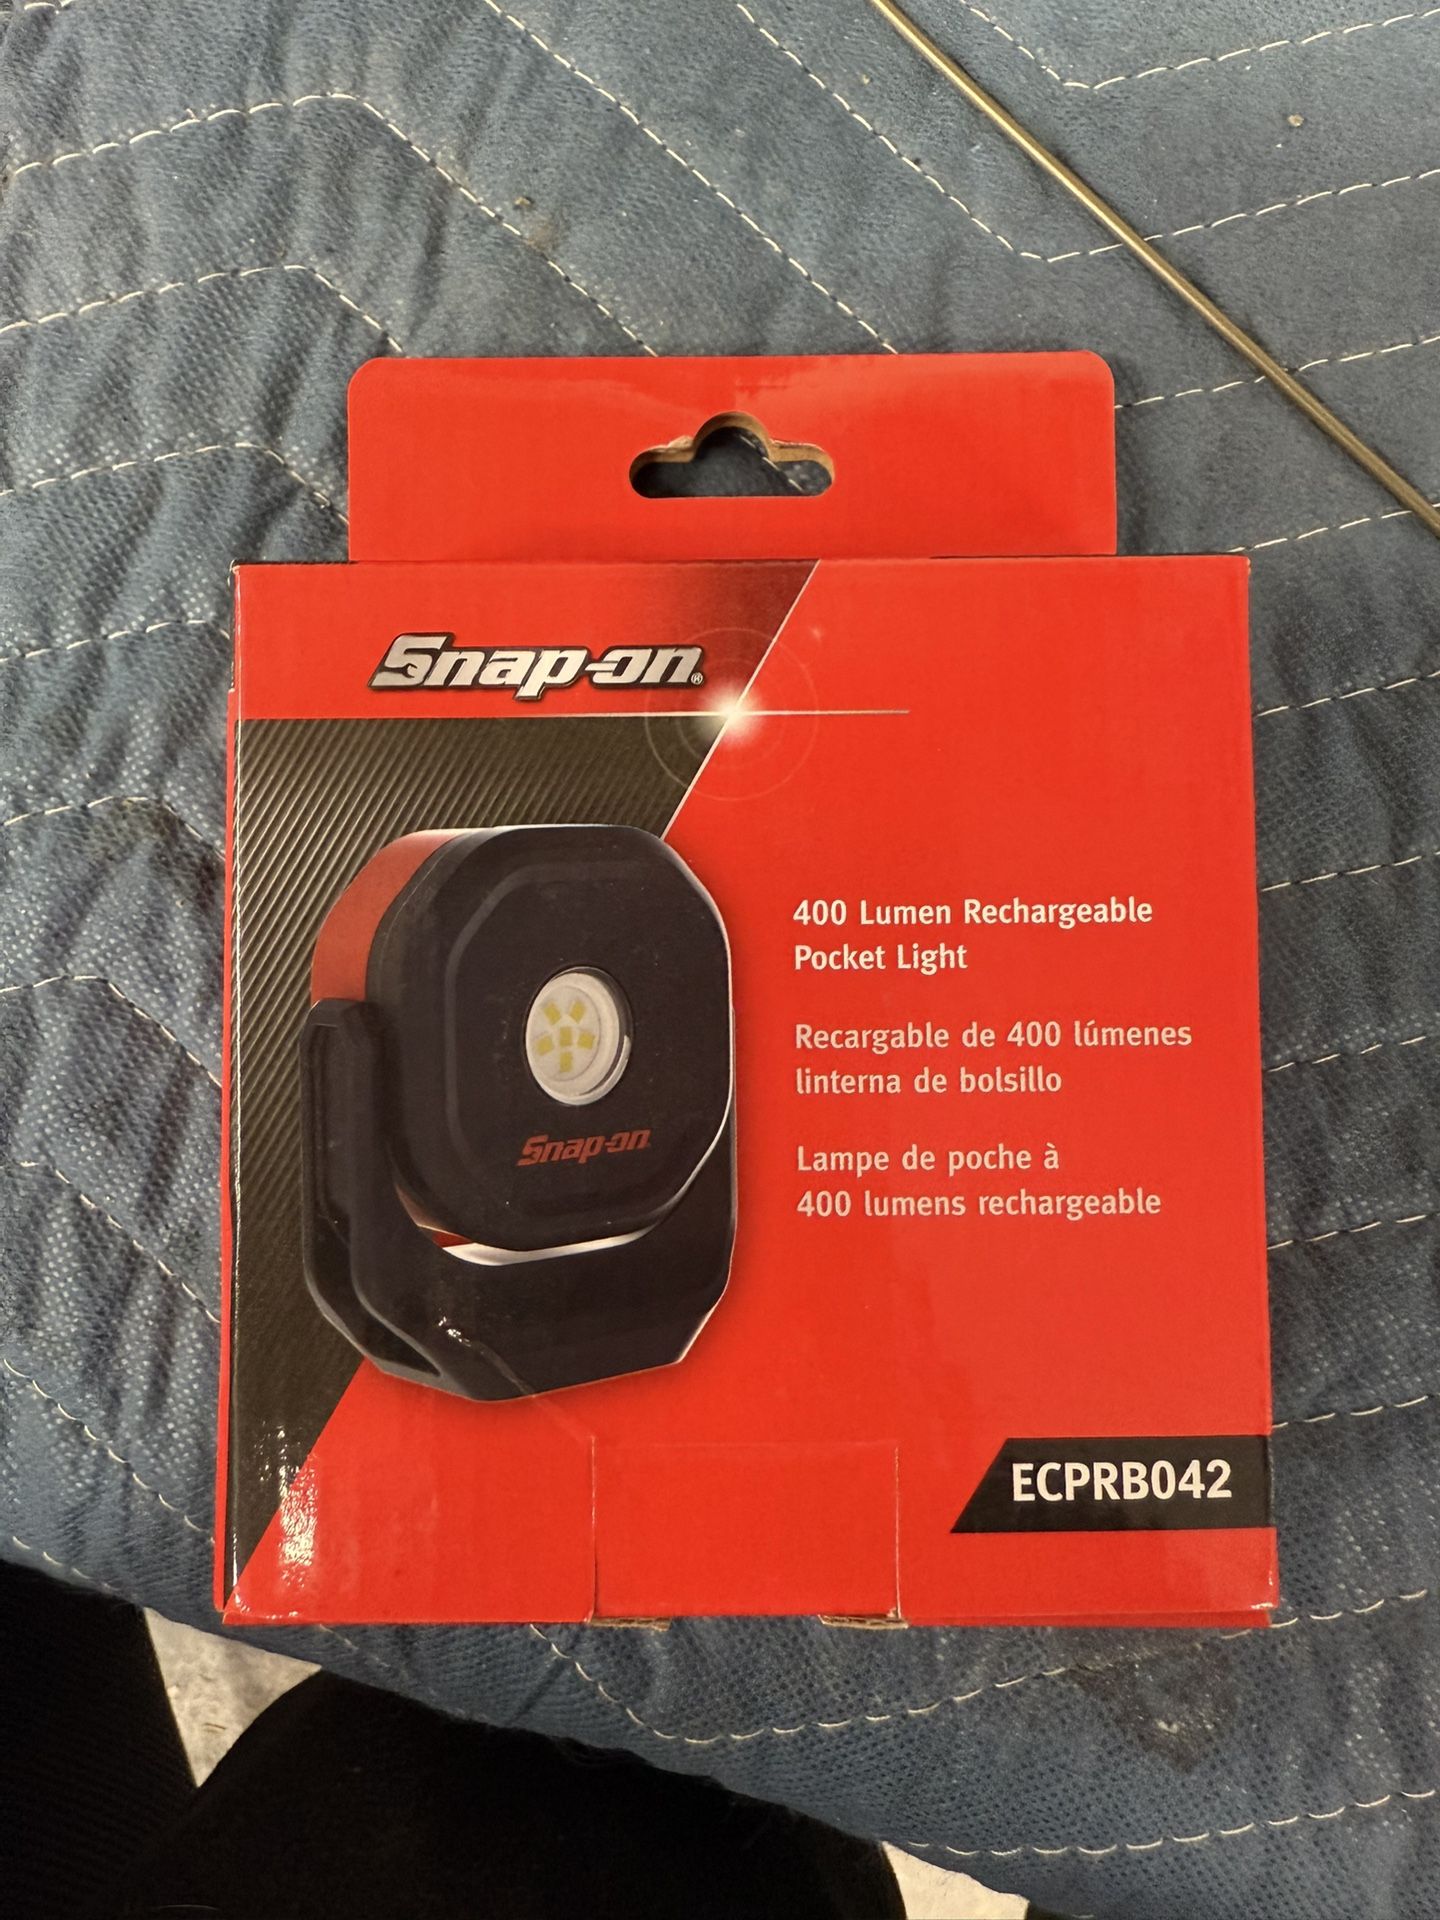 Snap-on®
400 Lumen Rechargeable
Pocket Light
Recargable de 400 lúmenes
linterna de bolsillo
Lampe de poche à
400 lumens rechargeable
Snap-on
ECPRB042